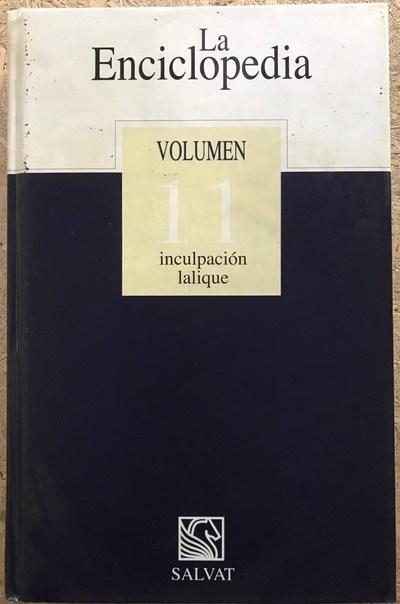 La
Enciclopedia
VOLUMEN
11
inculpación
lalique
SALVAT